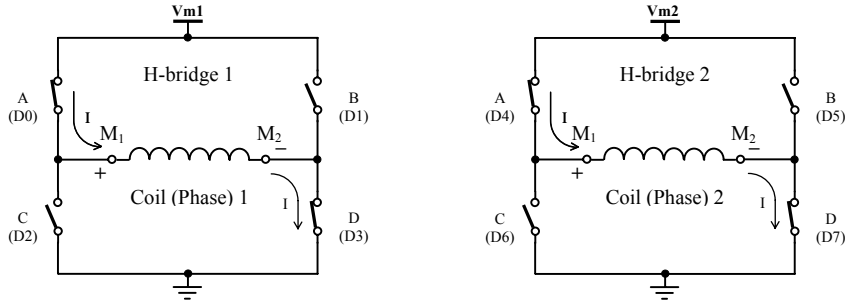 Vm1
H-bridge 1
A
(D0)
B
(D1)
I
M1
M2
+
−
Coil (Phase) 1
C
(D2)
I
D
(D3)
Vm2
H-bridge 2
A
(D4)
B
(D5)
I
M1
M2
+
−
Coil (Phase) 2
C
(D6)
I
D
(D7)